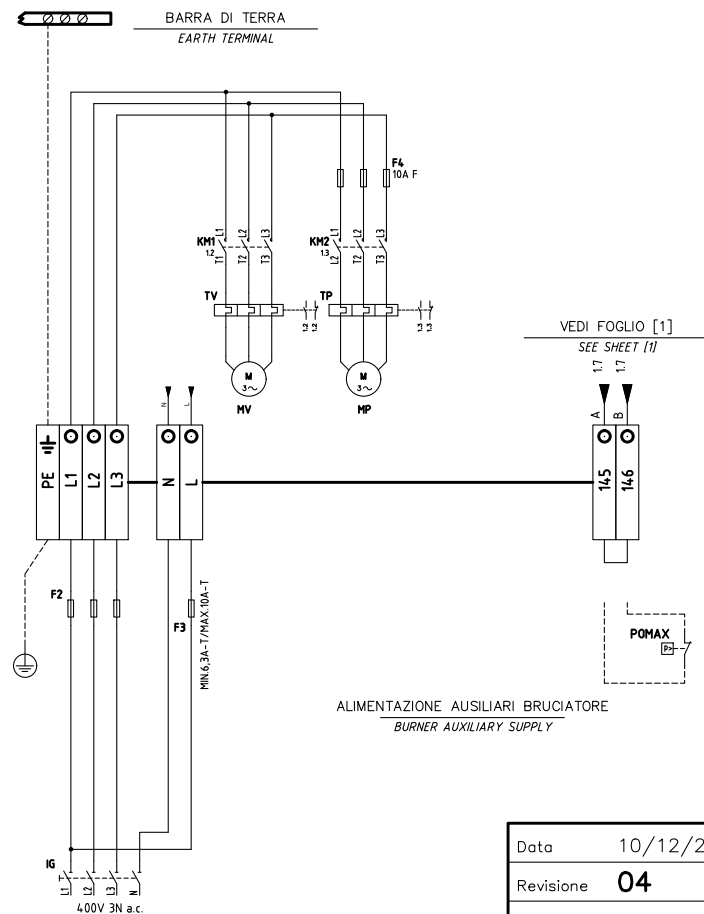 BARRA DI TERRA
EARTH TERMINAL
F4
10A F
L1 L2 L3
KM1
1.2
T1 T2 T3
L1 L2 L3
KM2
1.3
L2 T2 T3
TV
1.2 1.2
TP
1.3 1.3
M
3~
MV
M
3~
MP
VEDI FOGLIO [1]
SEE SHEET [1]
1.7 1.7
A B
N L
PE L1 L2 L3 N L 145 146
F2
F3
MIN.6,3A-T/MAX.10A-T
POMAX
P>
ALIMENTAZIONE AUSILIARI BRUCIATORE
BURNER AUXILIARY SUPPLY
IG
L1 L2 L3 N
400V 3N a.c.
Data 10/12/2
Revisione 04